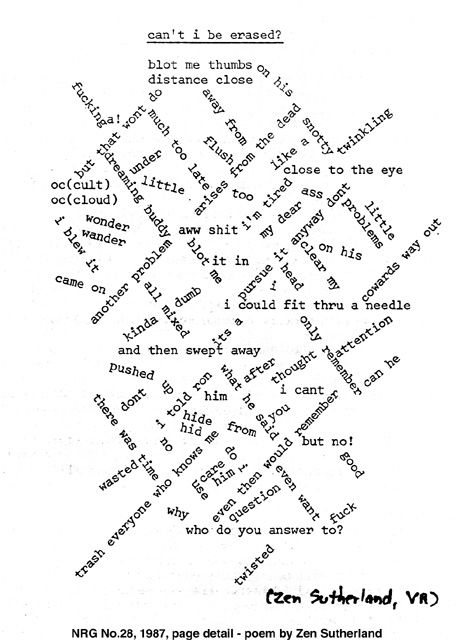 can't i be erased?
blot me thumbs
distance close
on his
fucking
a!
but that wont do
away from
much too late
flush
arises from the dead
snotty
like a twinkling
dreaming buddy
under
little
too
close to the eye
oc(cult)
oc(cloud)
i'm tired
ass
my dear
dont
little
problems
wonder
wander
i blew it
aww shit
blot me
it in
pursue it anyway
on his
clear my
head
i
cowards way out
came on
another problem
all mixed
dumb
kinda
i could fit thru a needle
its a
only remember
attention
and then swept away
thought
pushed up
what he said
after
can he
dont
i told ron
him
i cant
you
there was time
hide
hid
from
remember
but no!
no
who knows me
good
wasted
care
use him
even then would
even want
question
fuck
trash everyone
why
who do you answer to?
twisted
(Zen Sutherland, VA)
NRG No.28, 1987, page detail - poem by Zen Sutherland